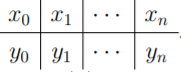 x₀ x₁ ··· xₙ
y₀ y₁ ··· yₙ